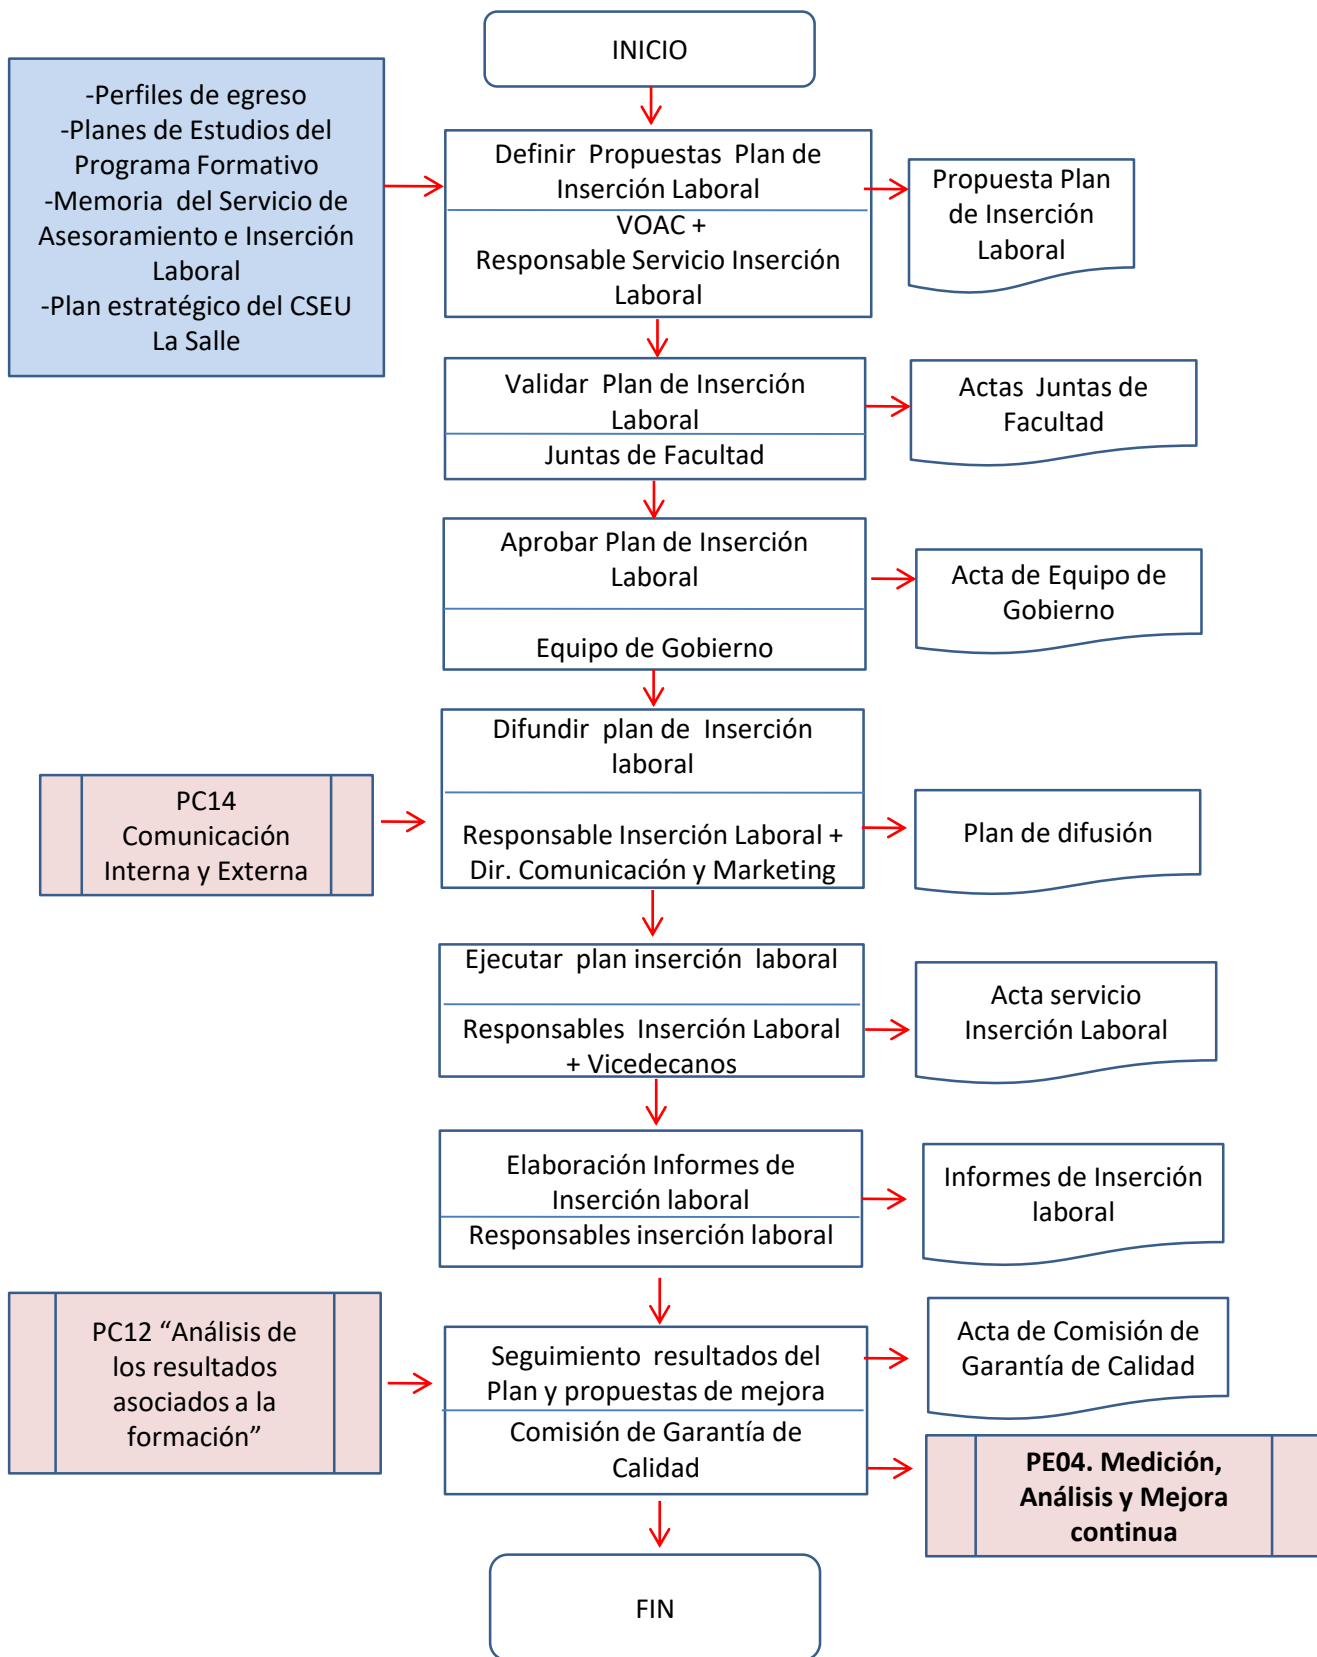 INICIO
-Perfiles de egreso
-Planes de Estudios del
Programa Formativo
-Memoria del Servicio de
Asesoramiento e Inserción
Laboral
-Plan estratégico del CSEU
La Salle
Definir Propuestas Plan de
Inserción Laboral
VOAC +
Responsable Servicio Inserción
Laboral
Propuesta Plan
de Inserción
Laboral
Validar Plan de Inserción
Laboral
Juntas de Facultad
Actas Juntas de
Facultad
Aprobar Plan de Inserción
Laboral
Equipo de Gobierno
Acta de Equipo de
Gobierno
Difundir plan de Inserción
laboral
Responsable Inserción Laboral +
Dir. Comunicación y Marketing
PC14
Comunicación
Interna y Externa
Plan de difusión
Ejecutar plan inserción laboral
Responsables Inserción Laboral
+ Vicedecanos
Acta servicio
Inserción Laboral
Elaboración Informes de
Inserción laboral
Responsables inserción laboral
Informes de Inserción
laboral
PC12 “Análisis de
los resultados
asociados a la
formación”
Seguimiento resultados del
Plan y propuestas de mejora
Comisión de Garantía de
Calidad
Acta de Comisión de
Garantía de Calidad
PE04. Medición,
Análisis y Mejora
continua
FIN